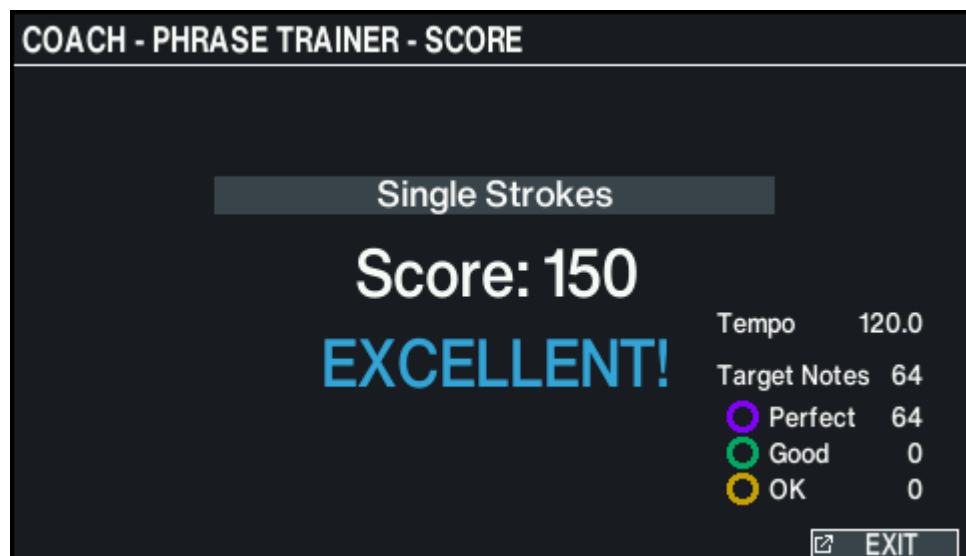 COACH - PHRASE TRAINER - SCORE
Single Strokes
Score: 150
EXCELLENT!
Tempo 120.0
Target Notes 64
Perfect 64
Good 0
OK 0
EXIT